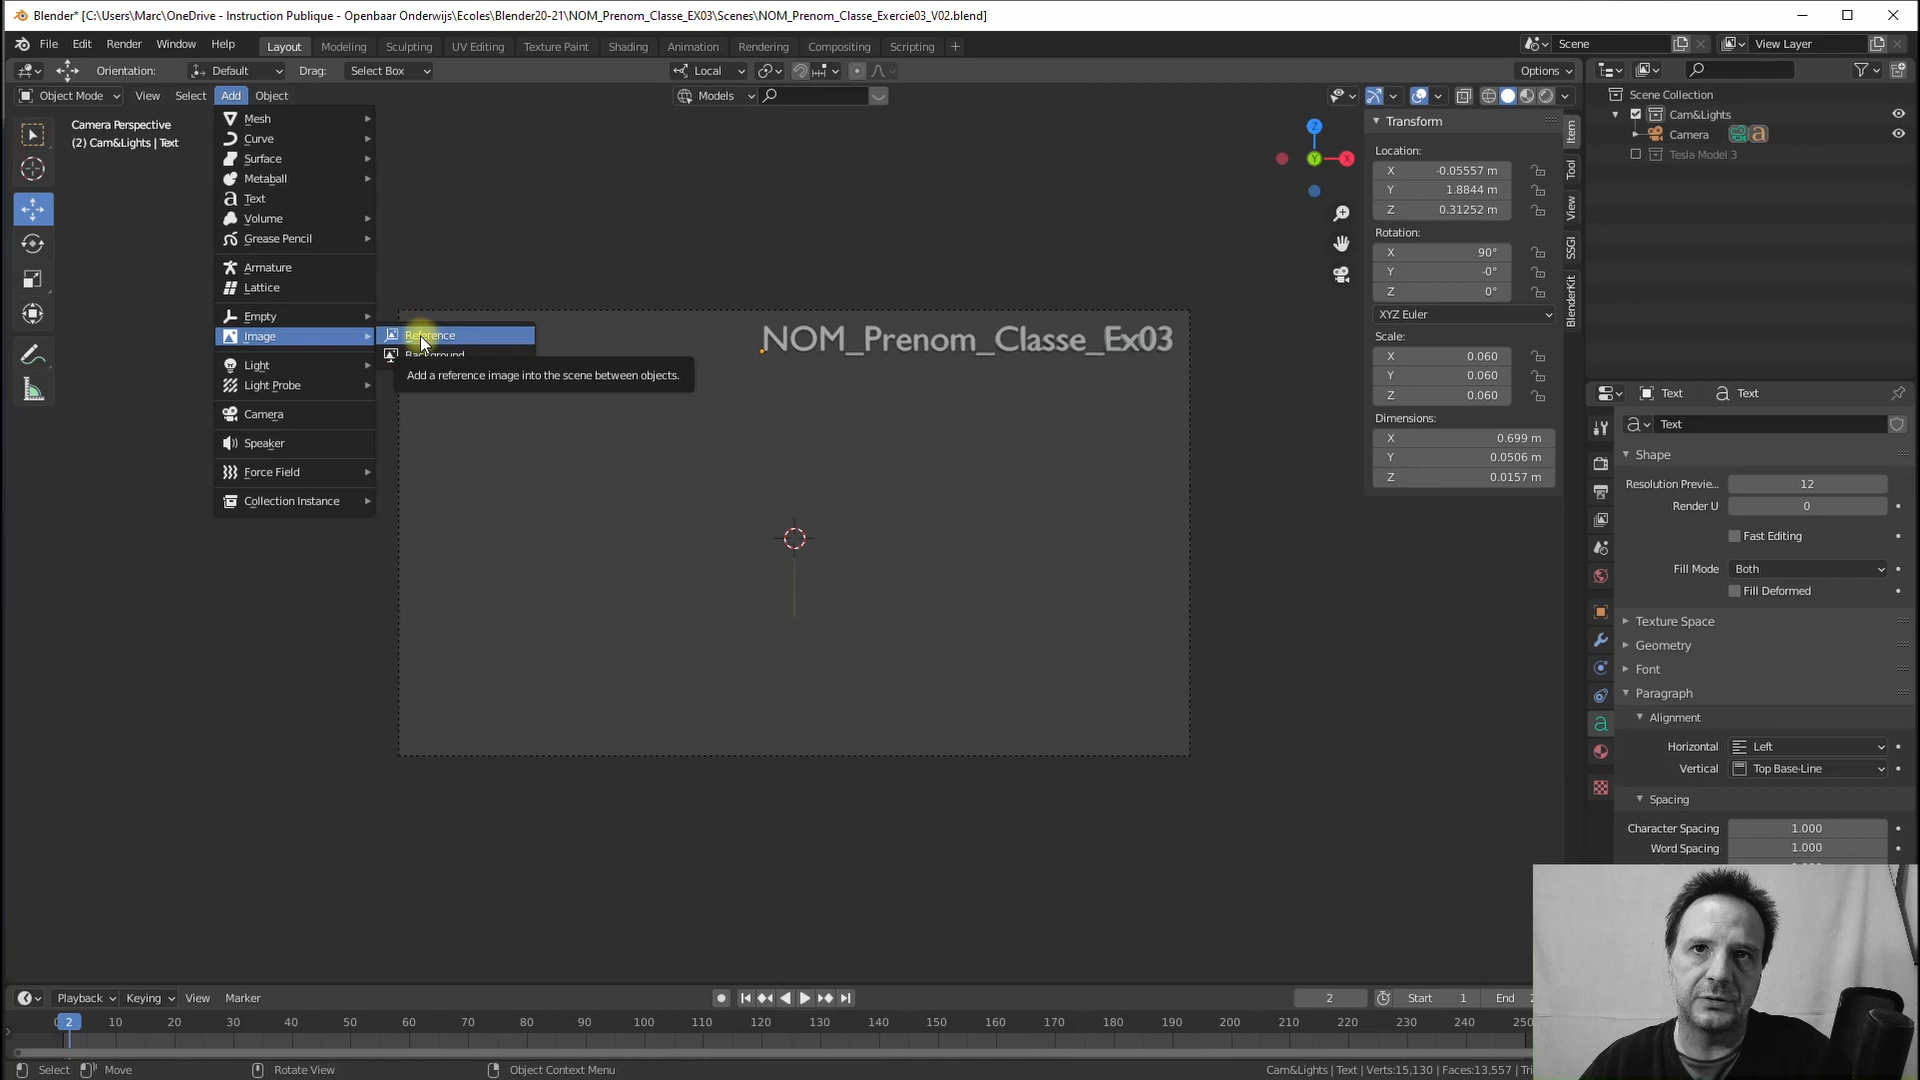 Blender* [C:\Users\Marc\OneDrive - Instruction Publique - Openbaar Onderwijs\Ecoles\Blender20-21\NOM_Prenom_Classe_EX03\Scenes\NOM_Prenom_Classe_Exercie03_V02.blend]
File Edit Render Window Help Layout Modeling Sculpting UV Editing Texture Paint Shading Animation Rendering Compositing Scripting + Scene View Layer
Orientation: Default Drag: Select Box Local Options
Object Mode View Select Add Object Models
Camera Perspective
(2) Cam&Lights | Text
Mesh
Curve
Surface
Metaball
Text
Volume
Grease Pencil
Armature
Lattice
Empty
Image
Light
Light Probe
Camera
Speaker
Force Field
Collection Instance
Reference
Background
Add a reference image into the scene between objects.
NOM_Prenom_Classe_Ex03
Z
Y
X
Transform
Location:
X -0.05557 m
Y 1.8844 m
Z 0.31252 m
Rotation:
X 90°
Y -0°
Z 0°
XYZ Euler
Scale:
X 0.060
Y 0.060
Z 0.060
Dimensions:
X 0.699 m
Y 0.0506 m
Z 0.0157 m
Item
Tool
View
SSGI
BlenderKit
Scene Collection
Cam&Lights
Camera
Tesla Model 3
Text Text
Text
Shape
Resolution Previe... 12
Render U 0
Fast Editing
Fill Mode Both
Fill Deformed
Texture Space
Geometry
Font
Paragraph
Alignment
Horizontal Left
Vertical Top Base-Line
Spacing
Character Spacing 1.000
Word Spacing 1.000
Playback Keying View Marker 2 Start 1 End
2 10 20 30 40 50 60 70 80 90 100 110 120 130 140 150 160 170 180 190 200 210 220 230 240
Select Move Rotate View Object Context Menu Cam&Lights | Text | Verts:15,130 | Faces:13,557 |